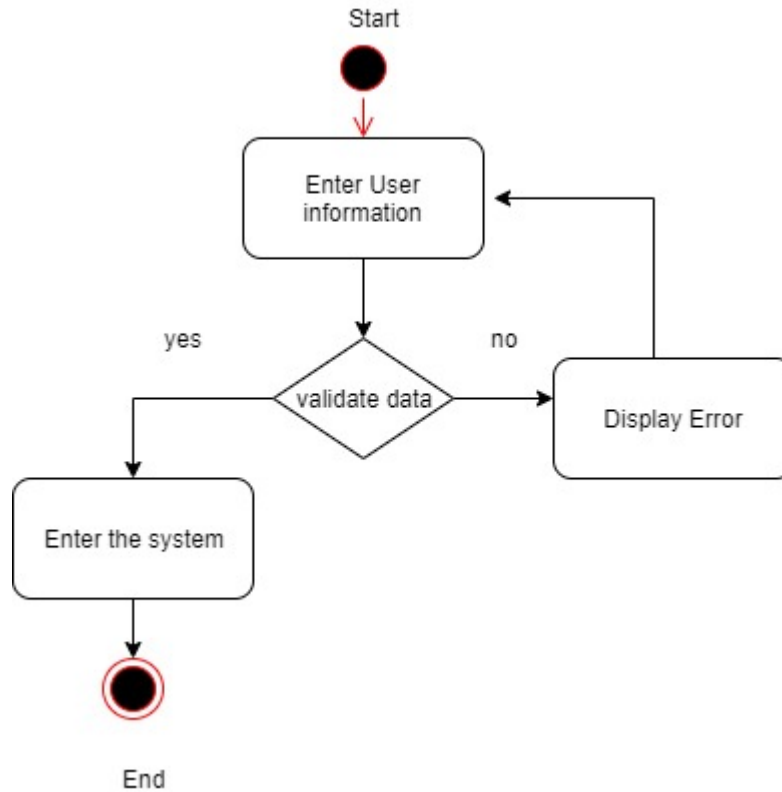 Start
Enter User
information
yes
no
validate data
Display Error
Enter the system
End